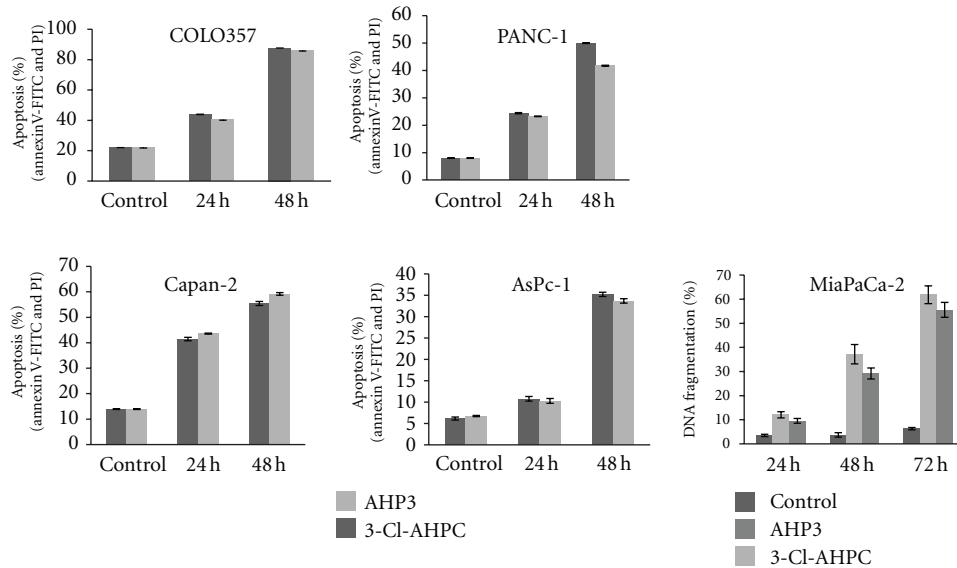 COLO357
Apoptosis (%)
(annexinV-FITC and PI)
100
80
60
40
20
0
Control 24 h 48 h
PANC-1
Apoptosis (%)
(annexinV-FITC and PI)
50
40
30
20
10
0
Control 24 h 48 h
Capan-2
Apoptosis (%)
(annexin V-FITC and PI)
70
60
50
40
30
20
10
0
Control 24 h 48 h
AsPc-1
Apoptosis (%)
(annexin V-FITC and PI)
40
35
30
25
20
15
10
5
0
Control 24 h 48 h
AHP3
3-Cl-AHPC
MiaPaCa-2
DNA fragmentation (%)
70
60
50
40
30
20
10
0
24 h 48 h 72 h
Control
AHP3
3-Cl-AHPC